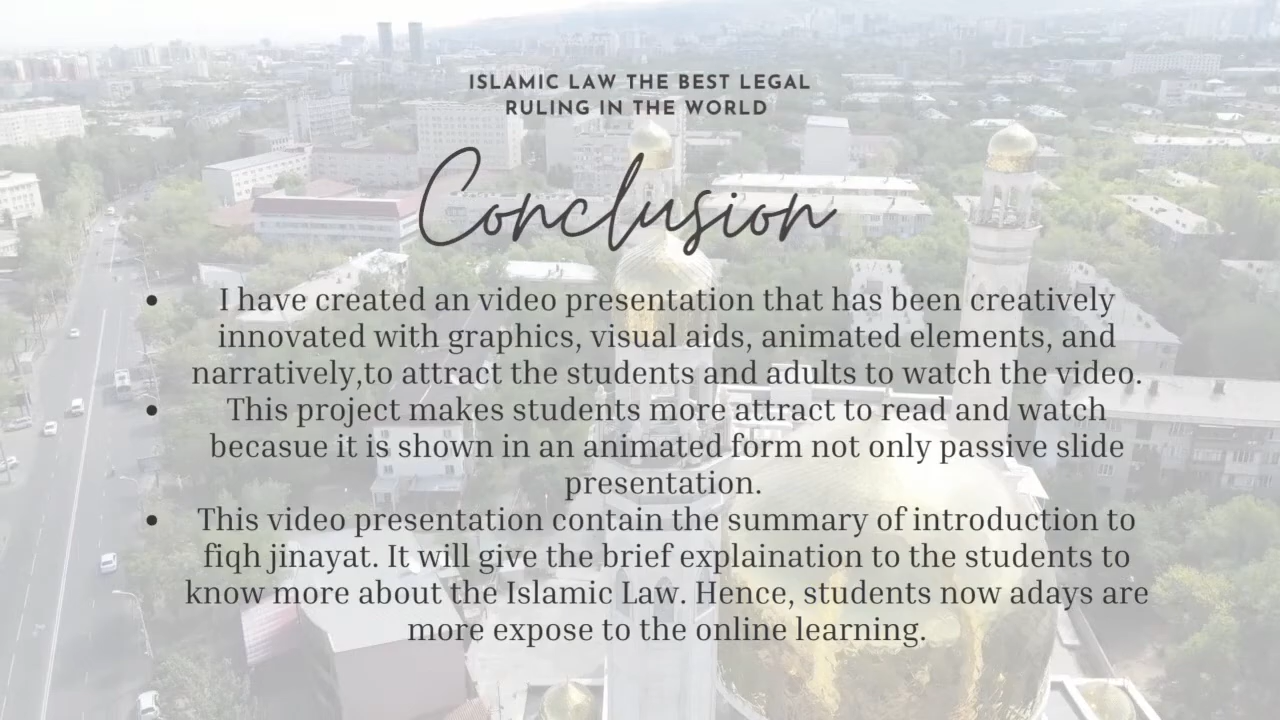 ISLAMIC LAW THE BEST LEGAL
RULING IN THE WORLD
Conclusion
• I have created an video presentation that has been creatively
innovated with graphics, visual aids, animated elements, and
narratively,to attract the students and adults to watch the video.
• This project makes students more attract to read and watch
becasue it is shown in an animated form not only passive slide
presentation.
• This video presentation contain the summary of introduction to
fiqh jinayat. It will give the brief explaination to the students to
know more about the Islamic Law. Hence, students now adays are
more expose to the online learning.